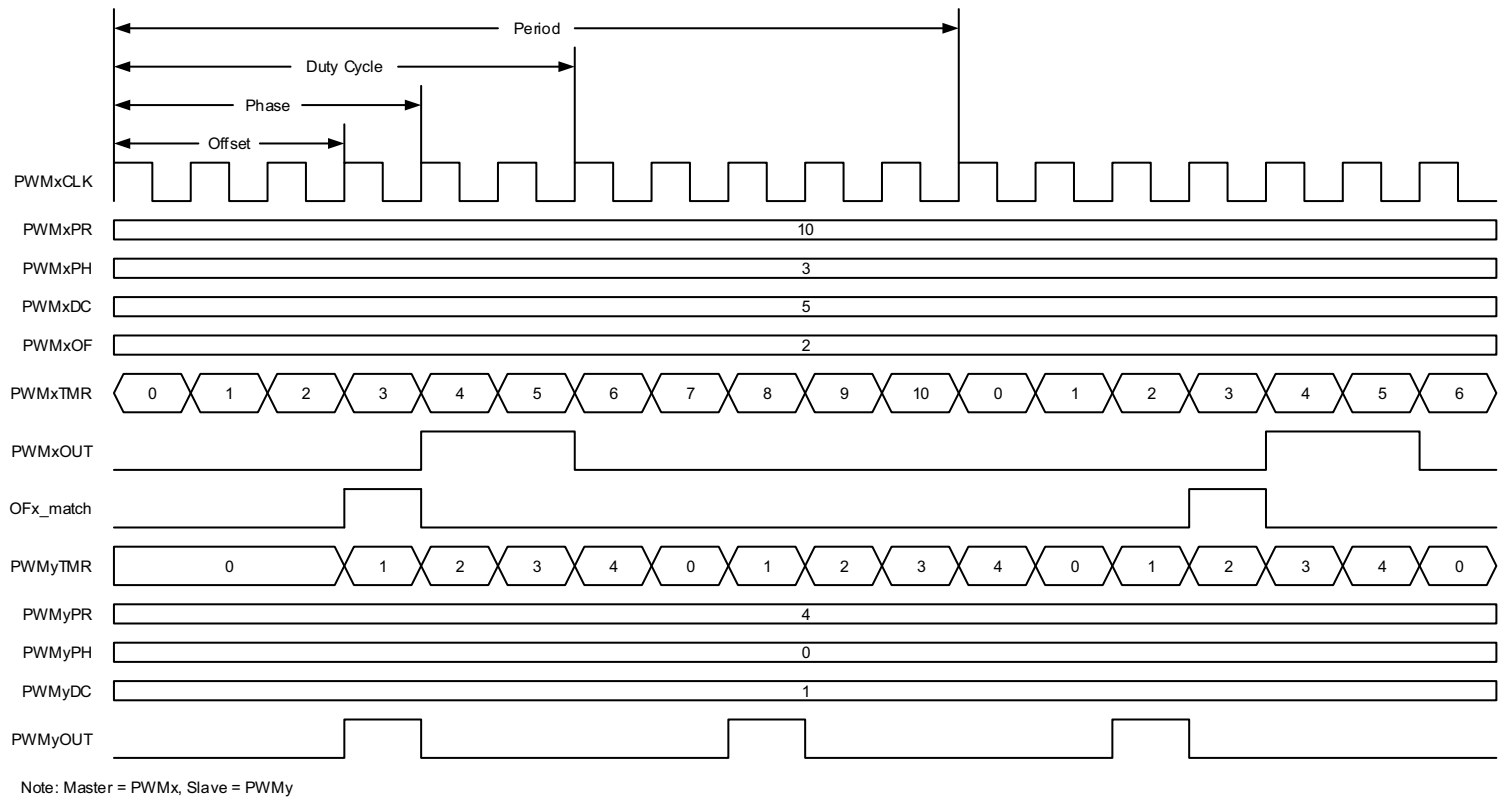 Period
Duty Cycle
Phase
Offset
PWMxCLK
PWMxPR 10
PWMxPH 3
PWMxDC 5
PWMxOF 2
PWMxTMR 0 1 2 3 4 5 6 7 8 9 10 0 1 2 3 4 5 6
PWMxOUT
OFx_match
PWMyTMR 0 1 2 3 4 0 1 2 3 4 0 1 2 3 4 0
PWMyPR 4
PWMyPH 0
PWMyDC 1
PWMyOUT
Note: Master = PWMx, Slave = PWMy